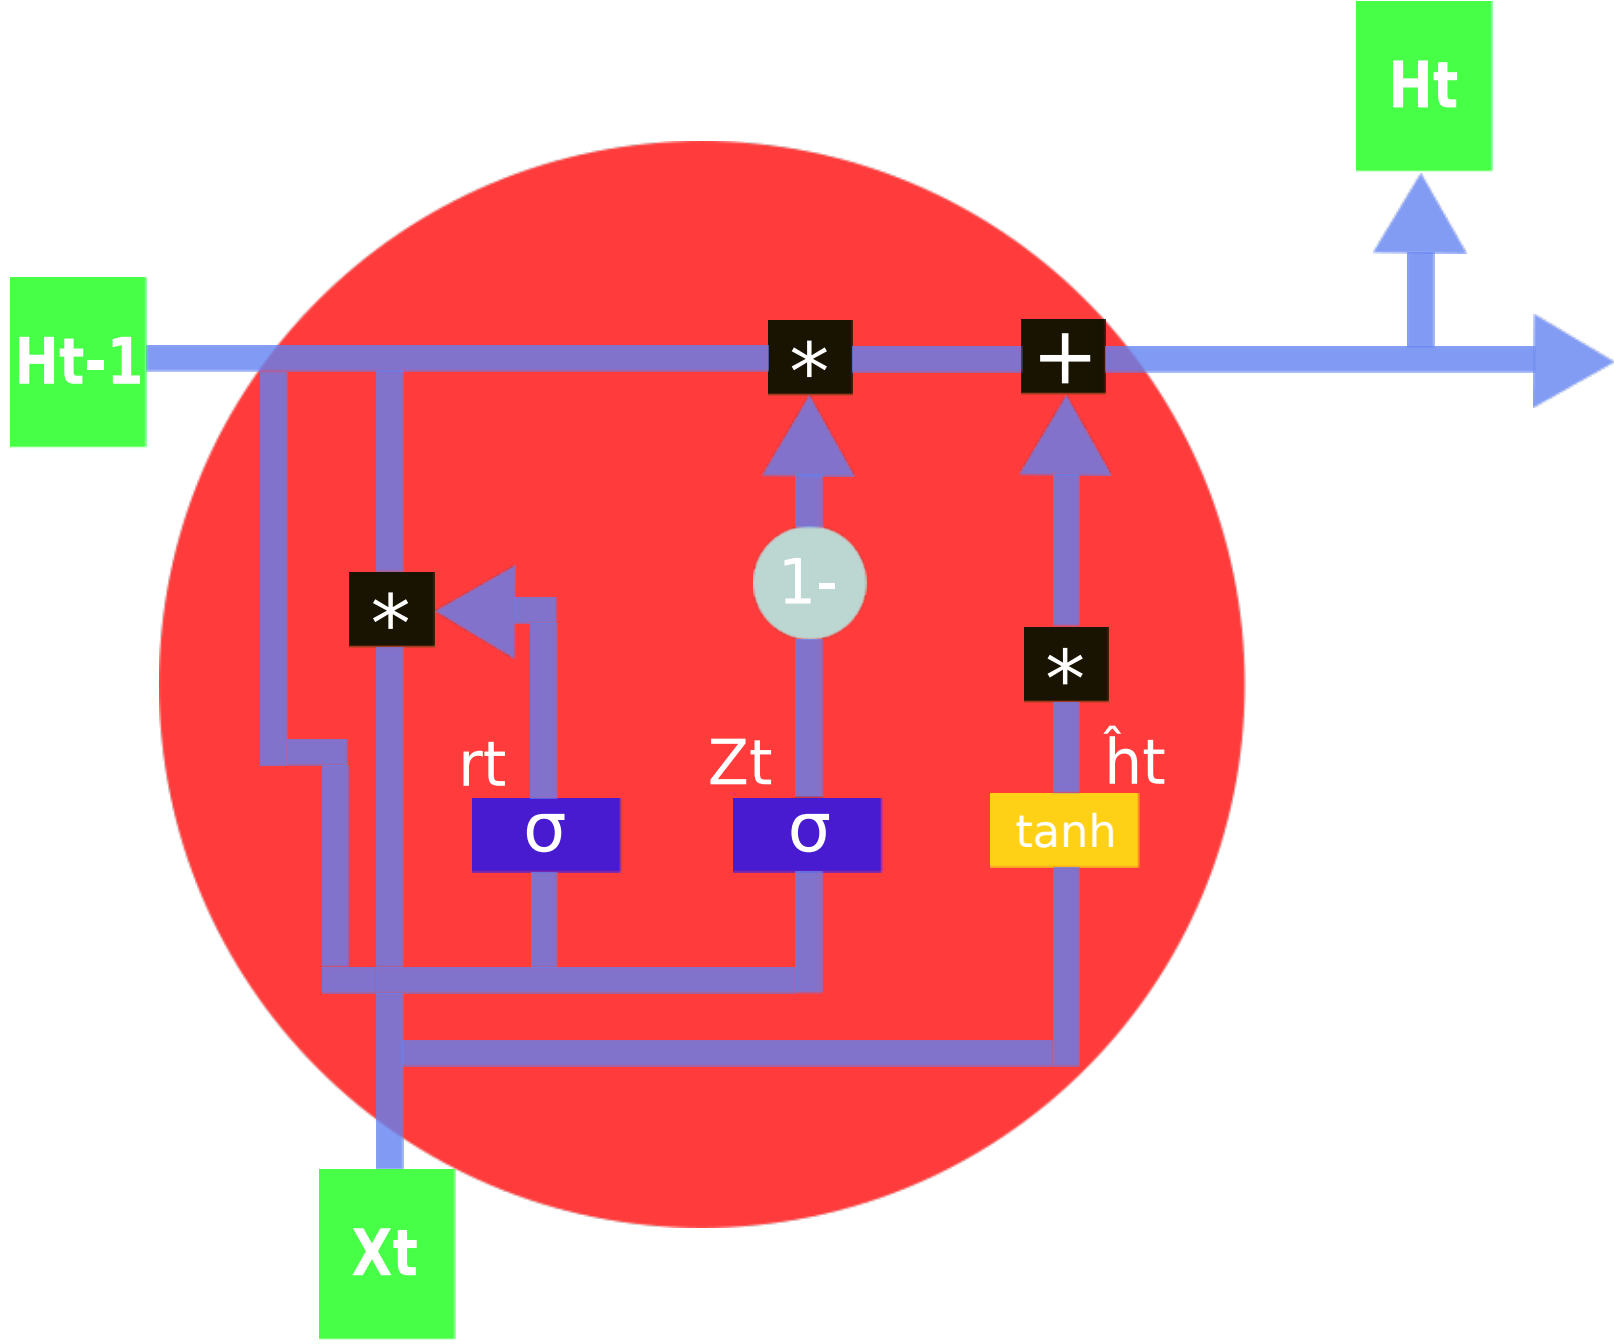 Ht
Ht-1
*
+
1-
*
*
rt
Zt
ĥt
σ
σ
tanh
Xt